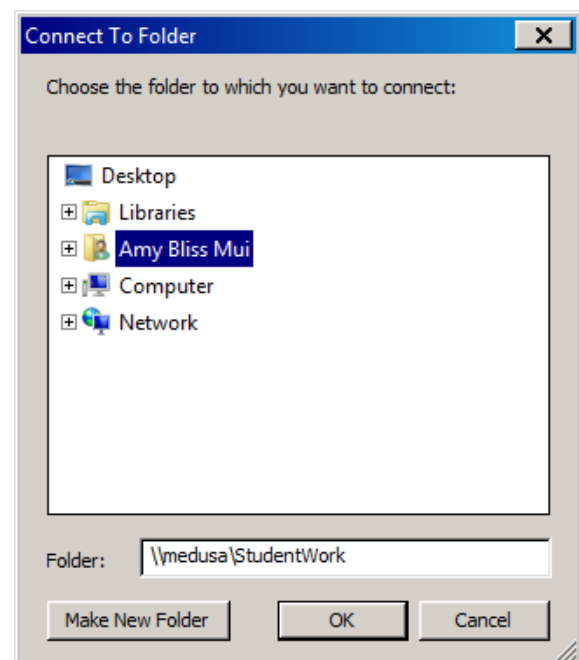 Connect To Folder
Choose the folder to which you want to connect:
Desktop
Libraries
Amy Bliss Mui
Computer
Network
Folder: \\medusa\StudentWork
Make New Folder OK Cancel